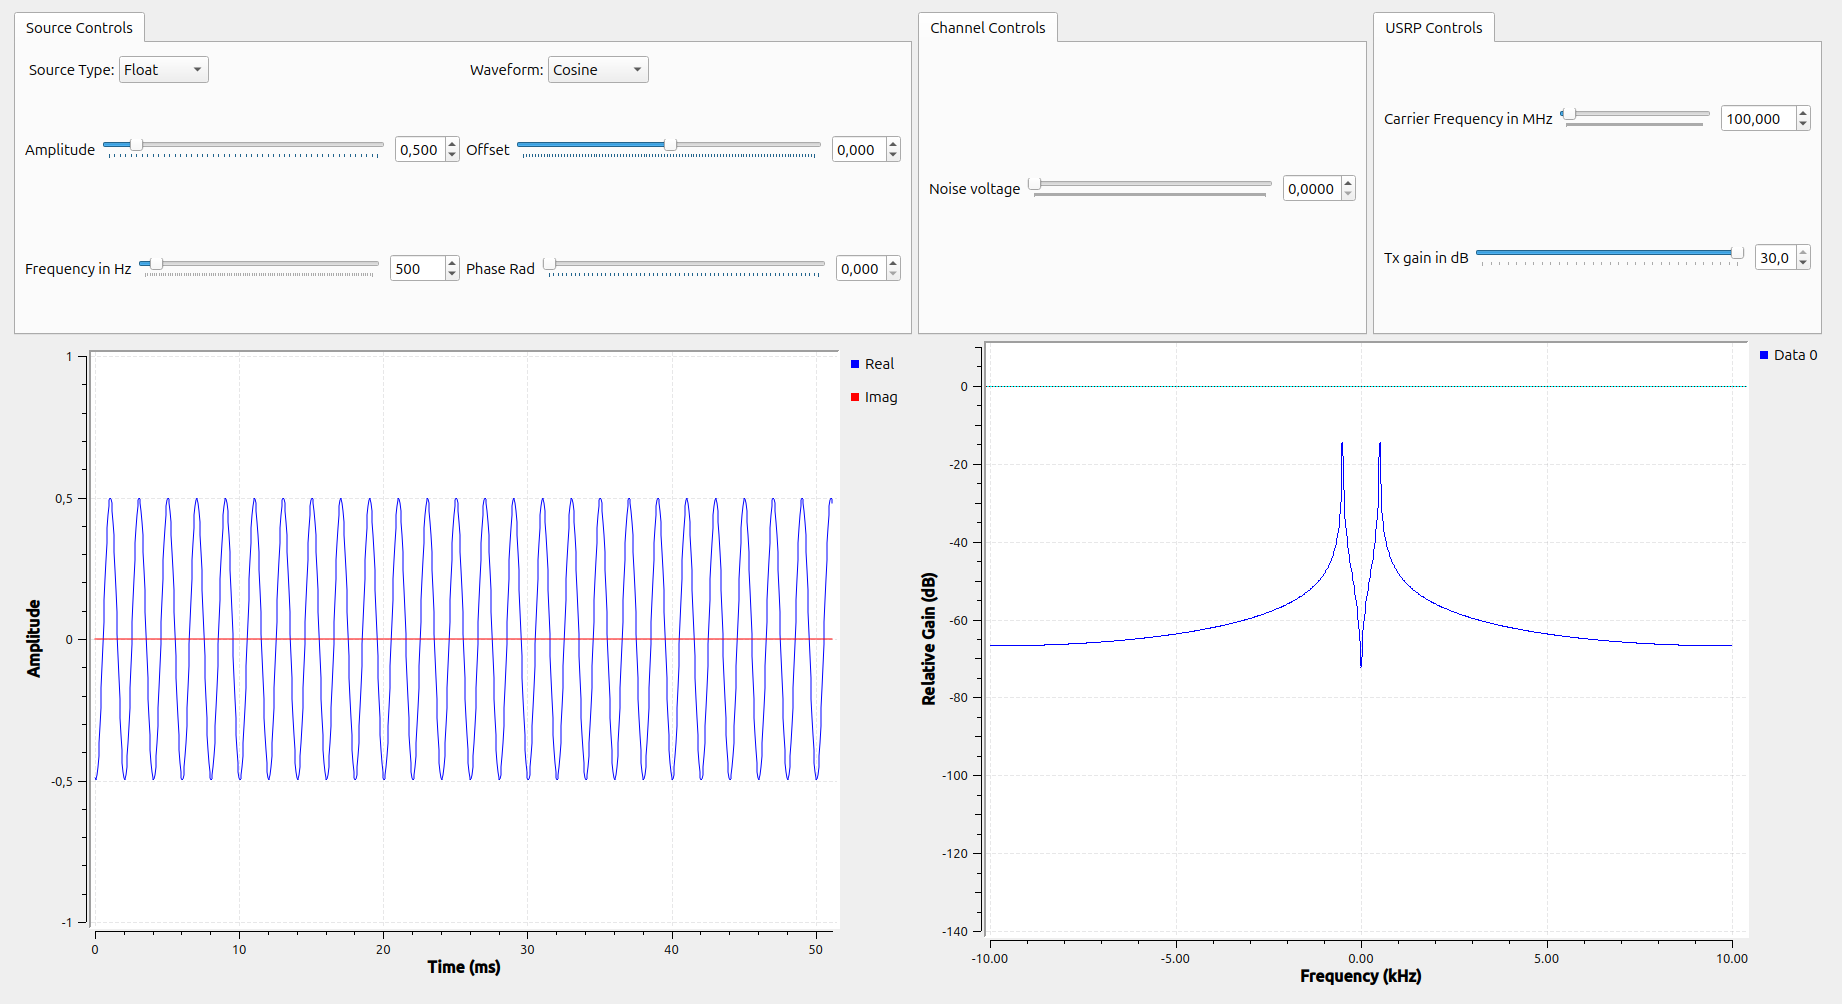 Source Controls
Channel Controls
USRP Controls
Source Type: Float
Waveform: Cosine
Amplitude 0,500
Offset 0,000
Frequency in Hz 500
Phase Rad 0,000
Noise voltage 0,0000
Carrier Frequency in MHz 100,000
Tx gain in dB 30,0
Real
Imag
Amplitude
1
0,5
0
-0,5
-1
0 10 20 30 40 50
Time (ms)
Data 0
Relative Gain (dB)
0
-20
-40
-60
-80
-100
-120
-140
-10.00 -5.00 0.00 5.00 10.00
Frequency (kHz)